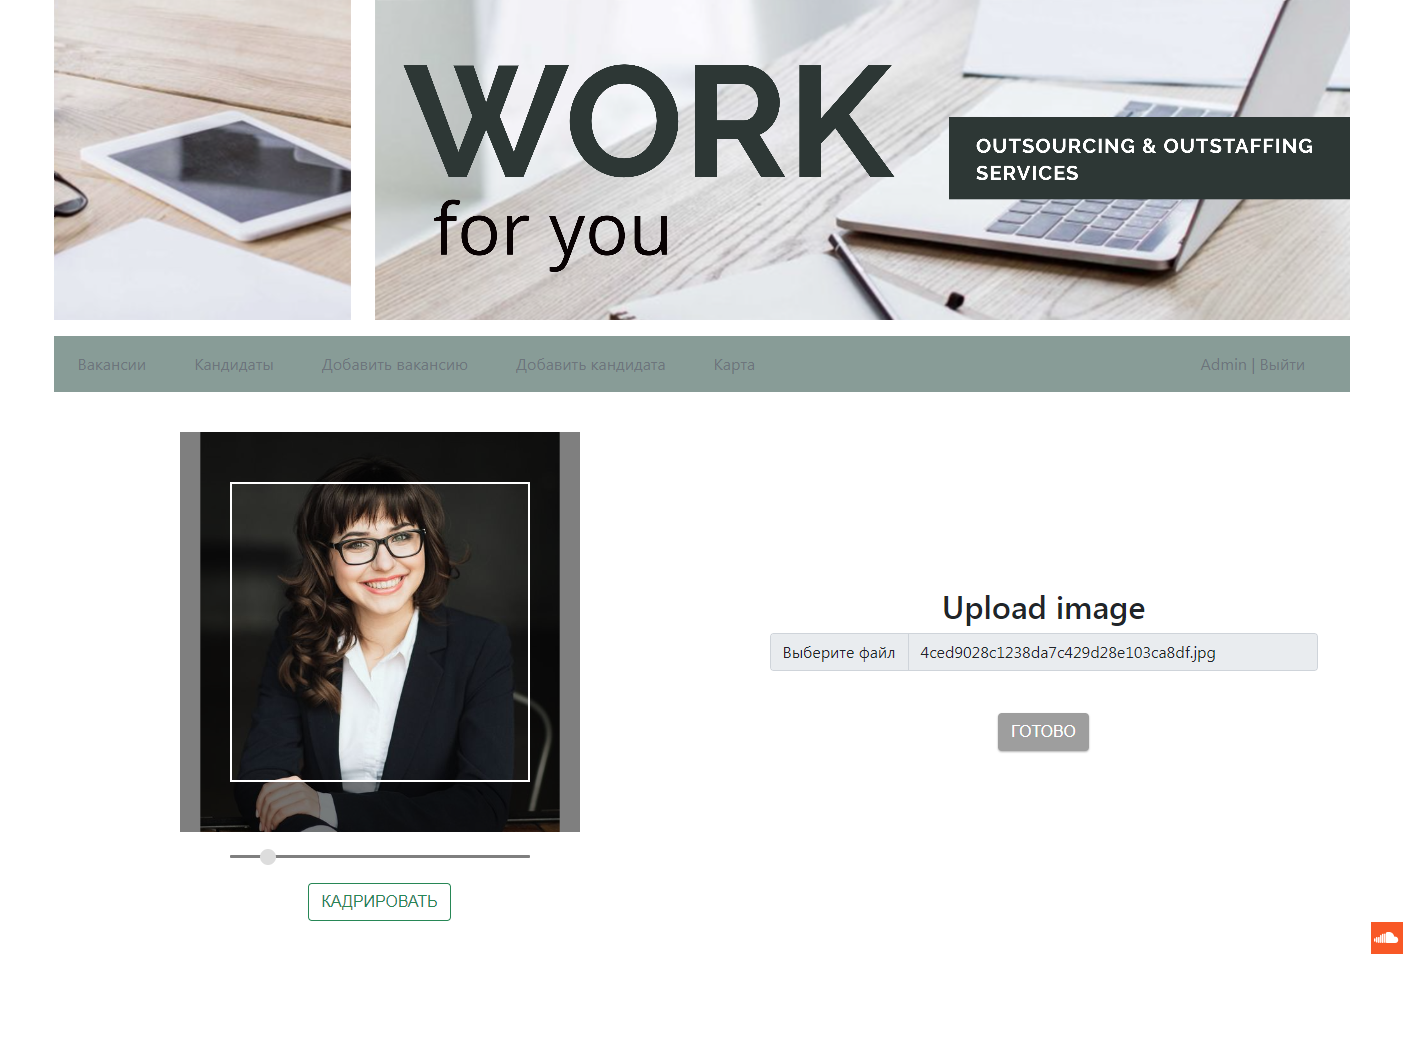 WORK
for you
OUTSOURCING & OUTSTAFFING
SERVICES
Вакансии Кандидаты Добавить вакансию Добавить кандидата Карта Admin | Выйти
Upload image
Выберите файл 4ced9028c1238da7c429d28e103ca8df.jpg
ГОТОВО
КАДРИРОВАТЬ